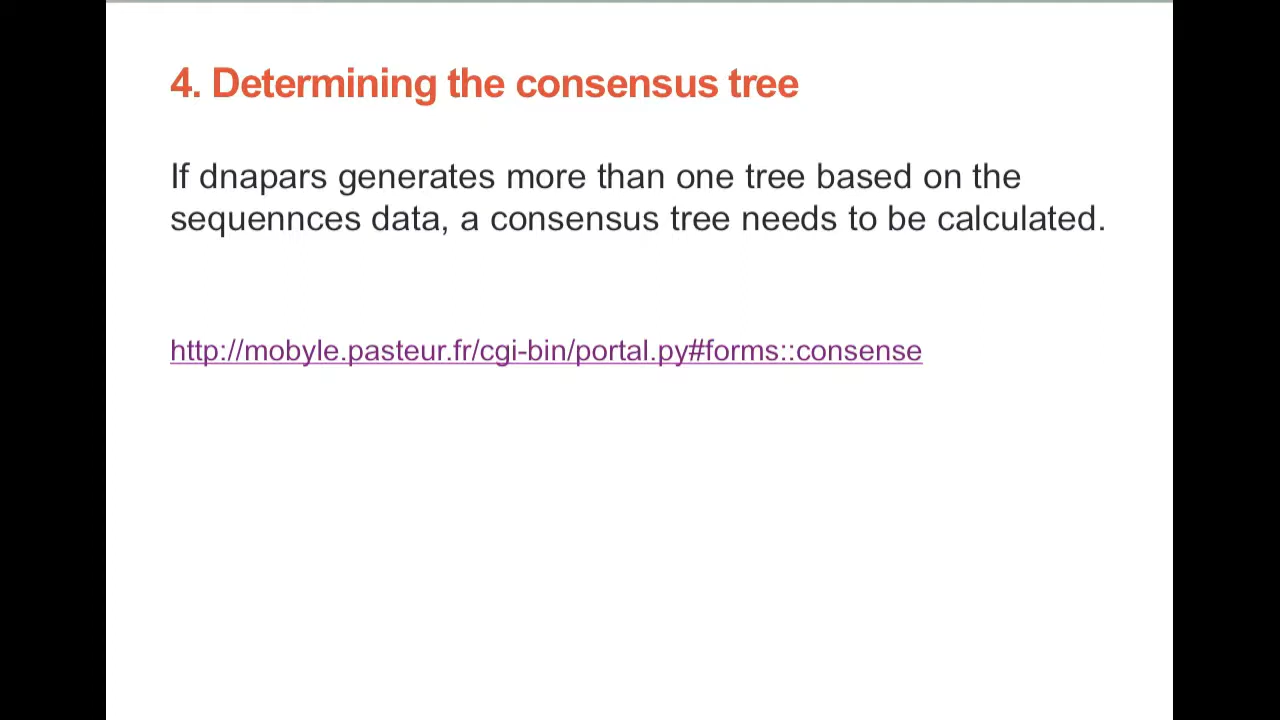 4. Determining the consensus tree
If dnapars generates more than one tree based on the
sequennces data, a consensus tree needs to be calculated.
http://mobyle.pasteur.fr/cgi-bin/portal.py#forms::consense